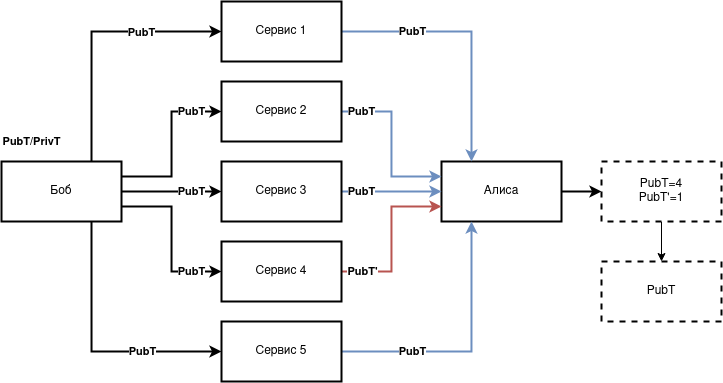 PubT
Сервис 1
PubT
PubT
Сервис 2
PubT
PubT/PrivT
Боб
PubT
Сервис 3
PubT
Алиса
PubT=4
PubT'=1
PubT
Сервис 4
PubT'
PubT
PubT
Сервис 5
PubT